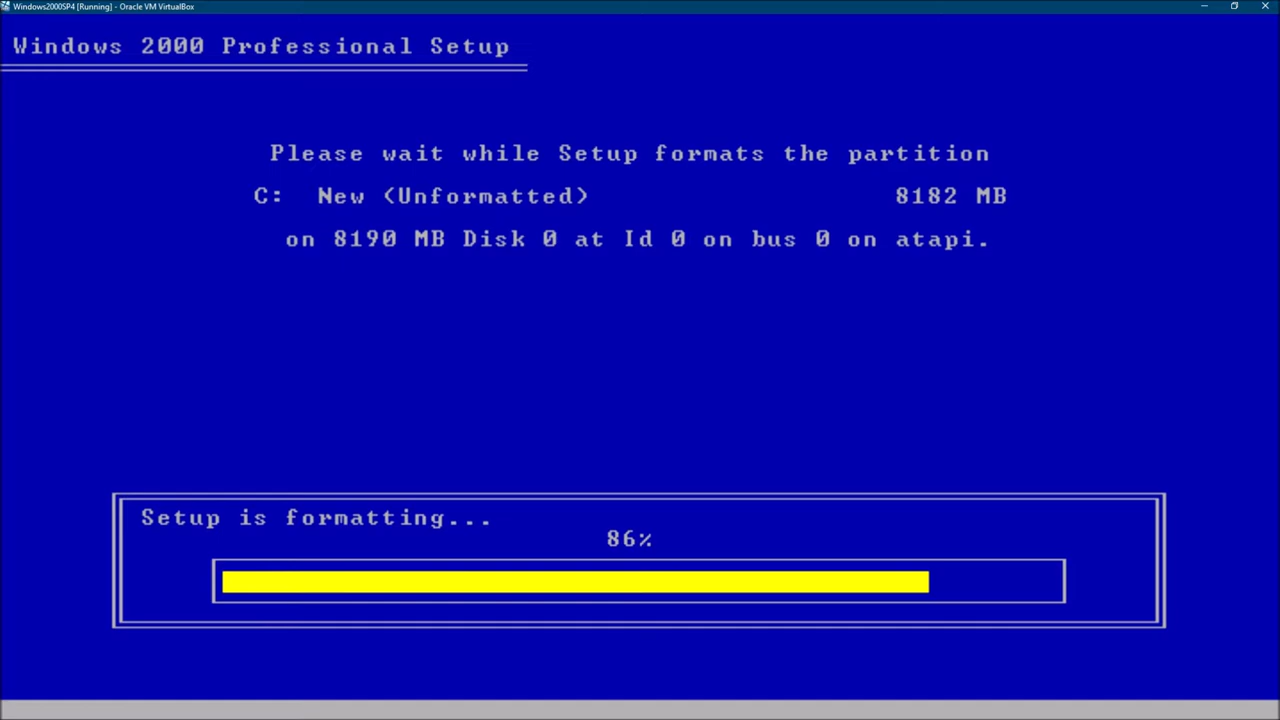 Windows2000SP4 [Running] - Oracle VM VirtualBox
Windows 2000 Professional Setup
Please wait while Setup formats the partition
C: New (Unformatted) 8182 MB
on 8190 MB Disk 0 at Id 0 on bus 0 on atapi.
Setup is formatting...
86%